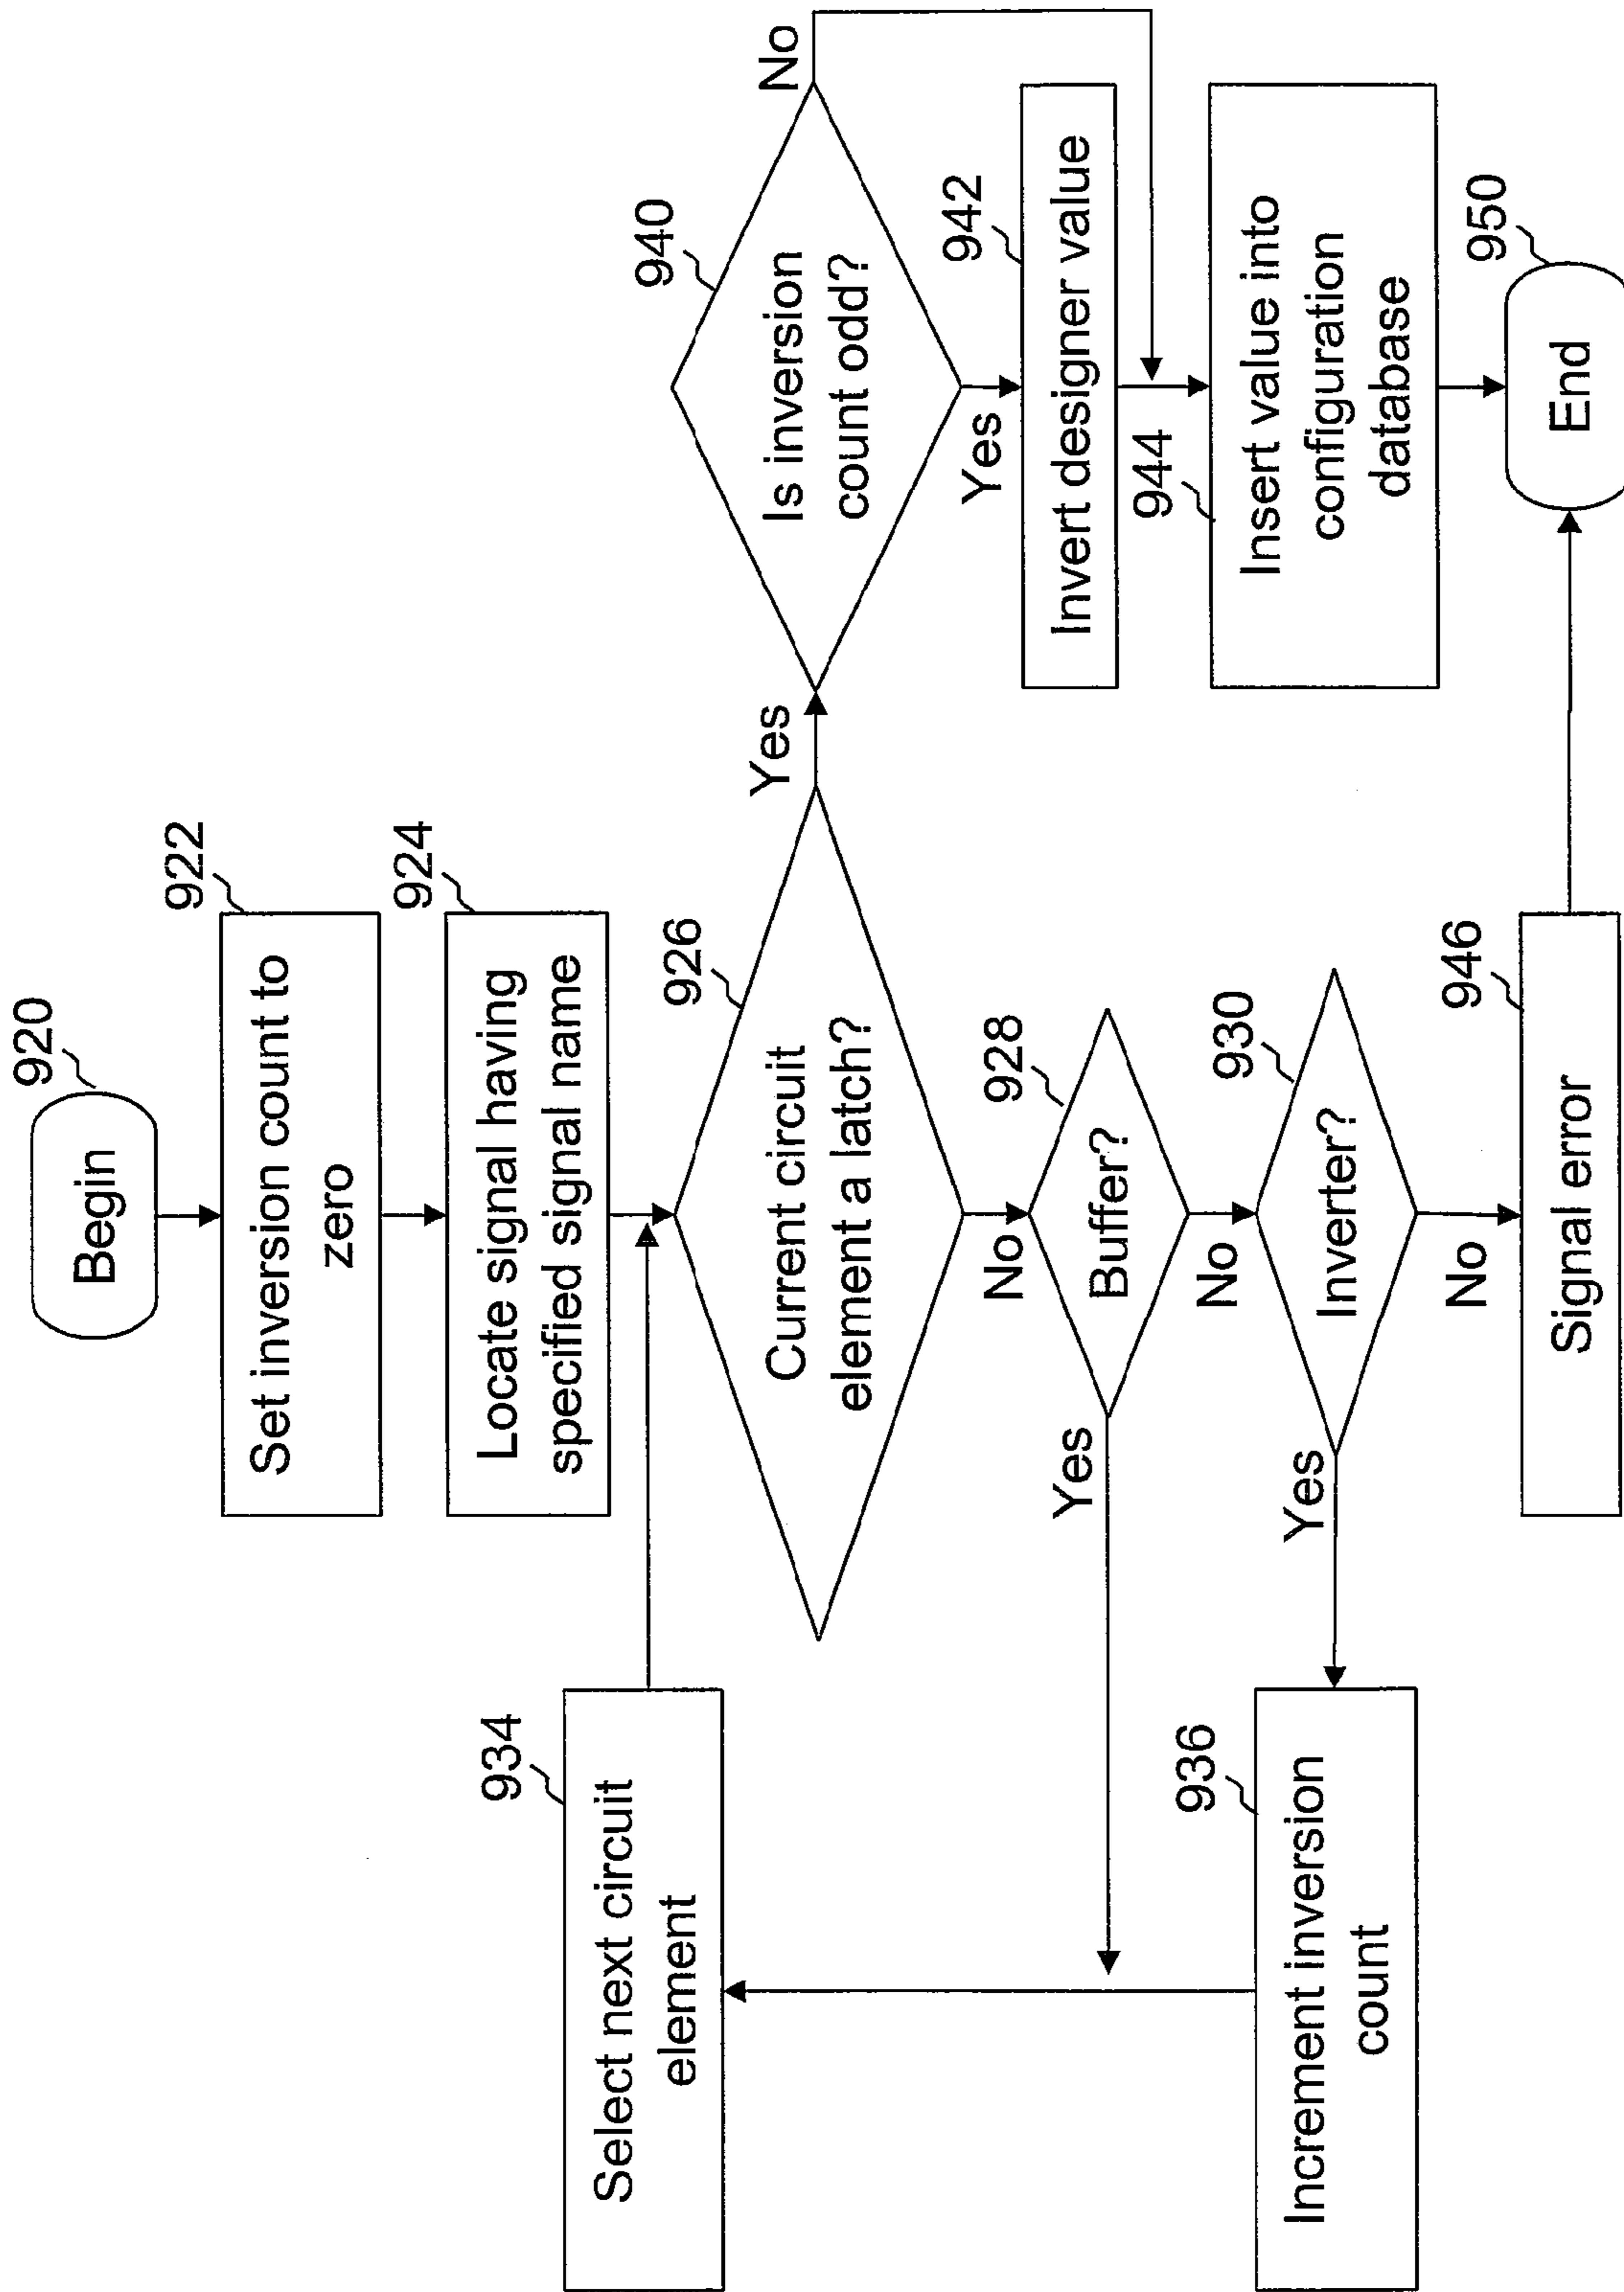 920
Begin
922
Set inversion count to
zero
924
Locate signal having
specified signal name
926
Current circuit
element a latch?
Yes
No
928
Buffer?
Yes
No
930
Inverter?
Yes
No
934
Select next circuit
element
936
Increment inversion
count
940
Is inversion
count odd?
No
Yes
942
Invert designer value
944
Insert value into
configuration
database
946
Signal error
950
End